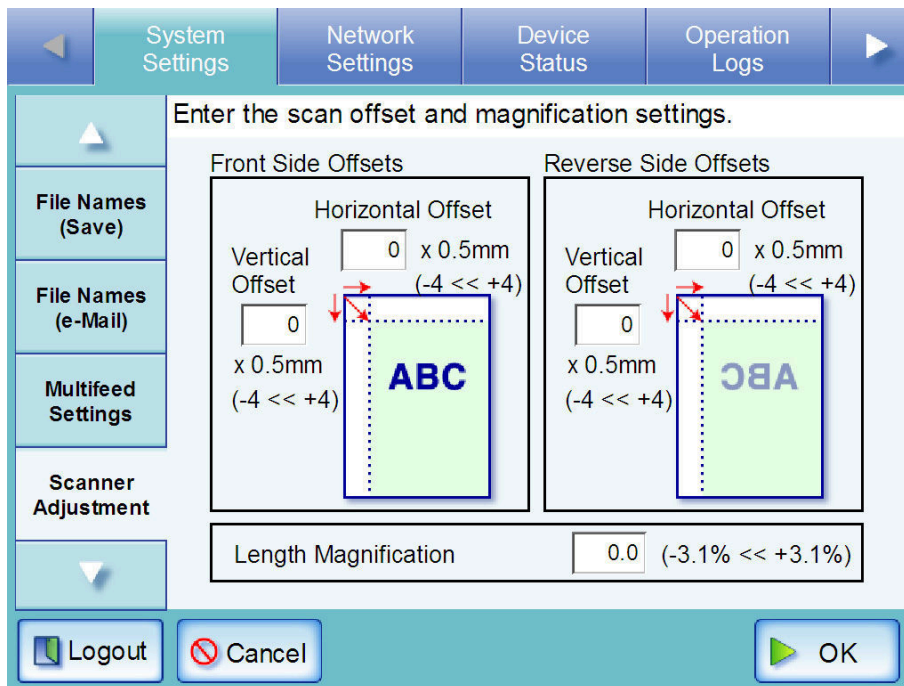 System
Settings
Network
Settings
Device
Status
Operation
Logs
Enter the scan offset and magnification settings.
File Names
(Save)
File Names
(e-Mail)
Multifeed
Settings
Scanner
Adjustment
Front Side Offsets
Horizontal Offset
0 x 0.5mm
(-4 << +4)
Vertical
Offset
0
x 0.5mm
(-4 << +4)
ABC
Reverse Side Offsets
Horizontal Offset
0 x 0.5mm
(-4 << +4)
Vertical
Offset
0
x 0.5mm
(-4 << +4)
ABC
Length Magnification 0.0 (-3.1% << +3.1%)
Logout
Cancel
OK